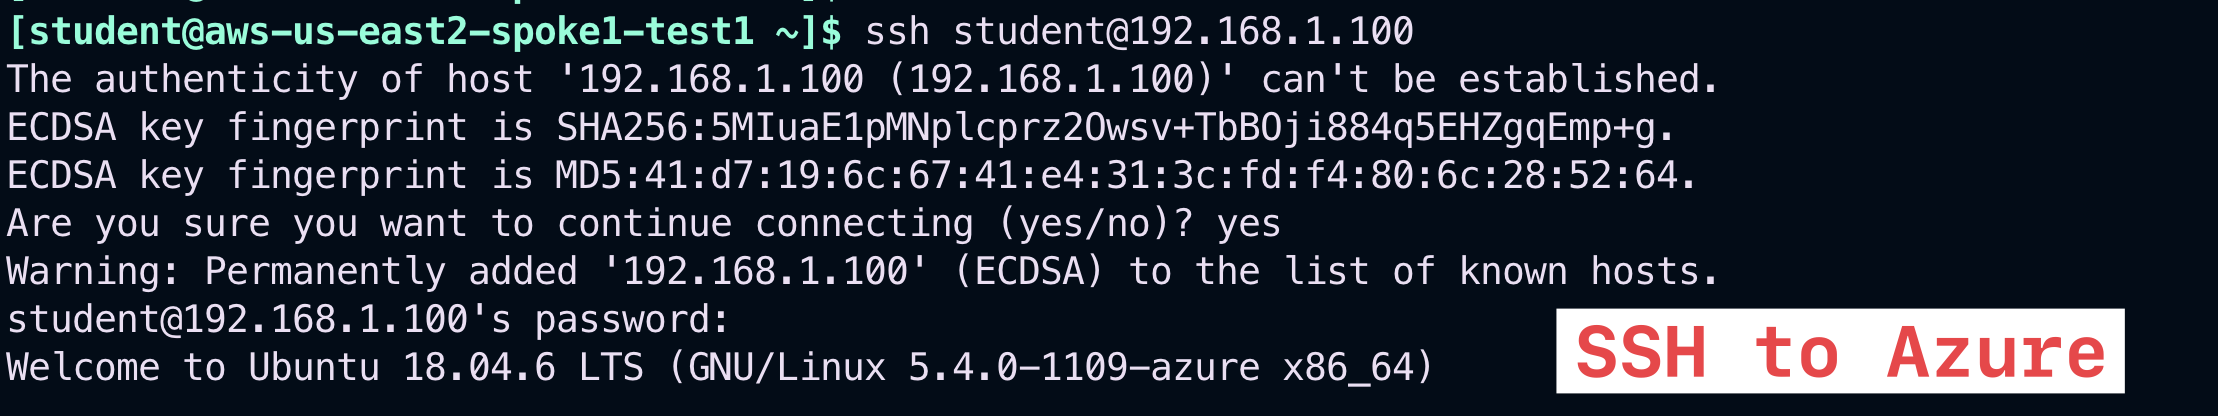 [student@aws-us-east2-spoke1-test1 ~]$ ssh student@192.168.1.100
The authenticity of host '192.168.1.100 (192.168.1.100)' can't be established.
ECDSA key fingerprint is SHA256:5MIuaE1pMNplcprz2Owsv+TbBOji884q5EHZgqEmp+g.
ECDSA key fingerprint is MD5:41:d7:19:6c:67:41:e4:31:3c:fd:f4:80:6c:28:52:64.
Are you sure you want to continue connecting (yes/no)? yes
Warning: Permanently added '192.168.1.100' (ECDSA) to the list of known hosts.
student@192.168.1.100's password:
Welcome to Ubuntu 18.04.6 LTS (GNU/Linux 5.4.0-1109-azure x86_64)
SSH to Azure